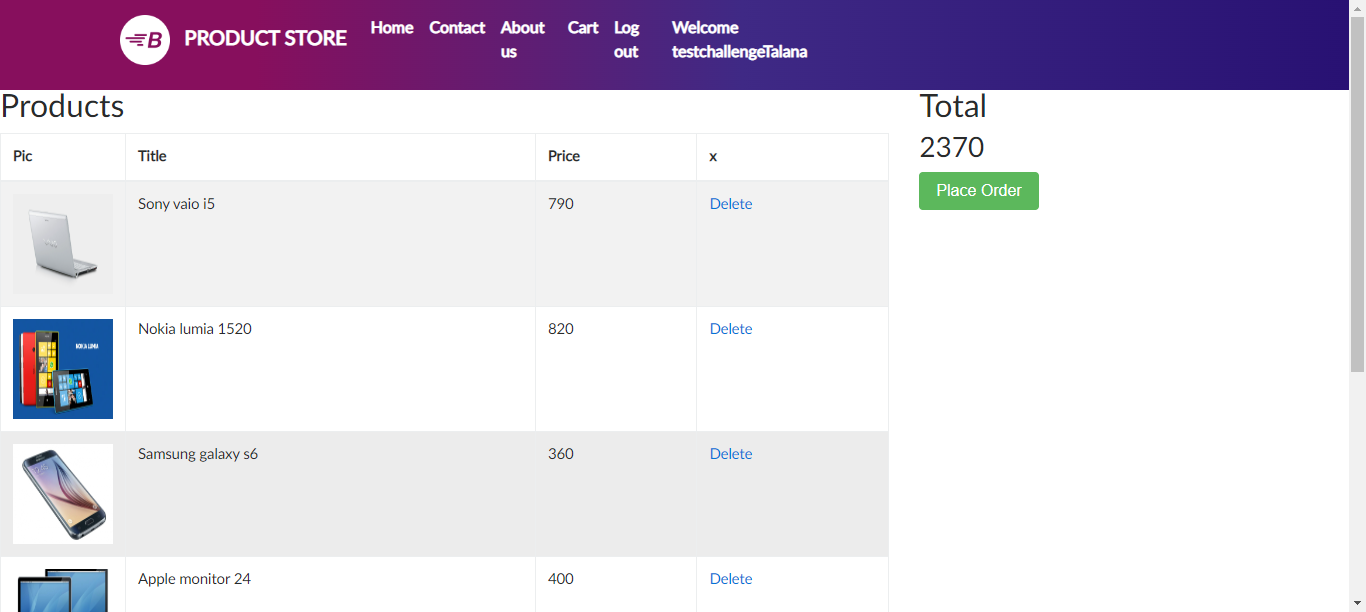 B PRODUCT STORE Home Contact About us Cart Log out Welcome testchallengeTalana
Products
Pic Title Price x
Sony vaio i5 790 Delete
NOKIA LUMIA
Nokia lumia 1520 820 Delete
Samsung galaxy s6 360 Delete
Apple monitor 24 400 Delete
Total
2370
Place Order